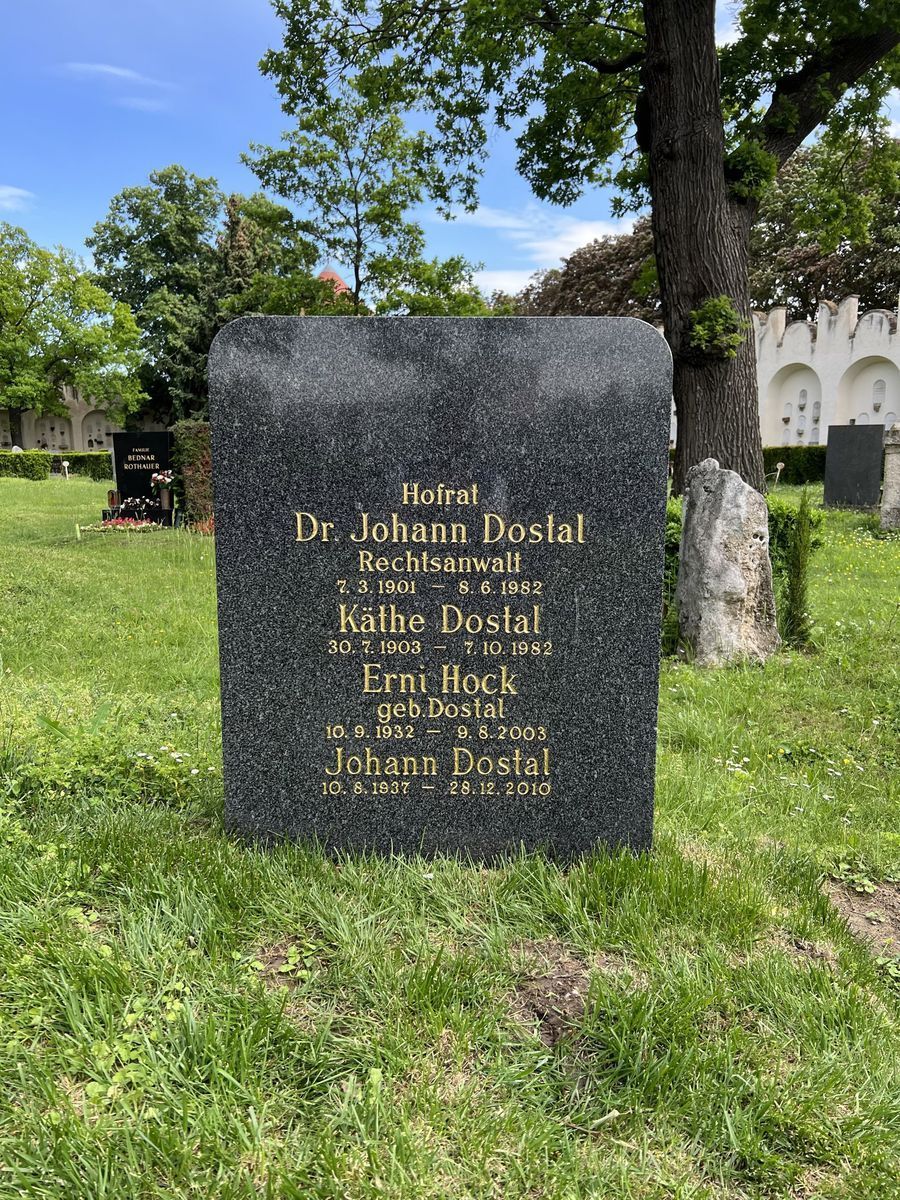 Hofrat
Dr. Johann Dostal
Rechtsanwalt
7. 3. 1901 – 8. 6. 1982
Käthe Dostal
30. 7. 1903 – 7. 10. 1982
Erni Hock
geb. Dostal
10. 9. 1932 – 9. 8. 2003
Johann Dostal
10. 8. 1937 – 28. 12. 2010
FAMILIE
BEDNAR
ROTHAUER